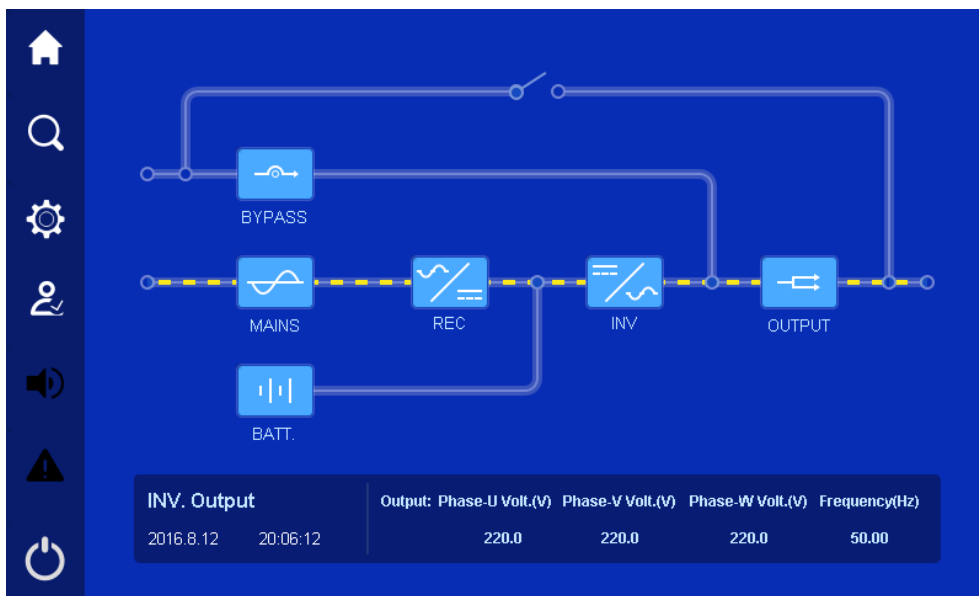 BYPASS
MAINS
REC
INV
OUTPUT
BATT.
INV. Output
2016.8.12 20:06:12
Output: Phase-U Volt.(V) Phase-V Volt.(V) Phase-W Volt.(V) Frequency(Hz)
220.0 220.0 220.0 50.00